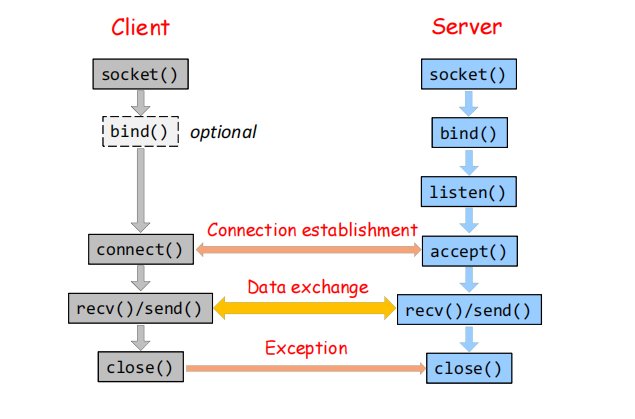 Client
Server
socket()
socket()
bind()
optional
bind()
listen()
Connection establishment
connect()
accept()
Data exchange
recv()/send()
recv()/send()
Exception
close()
close()